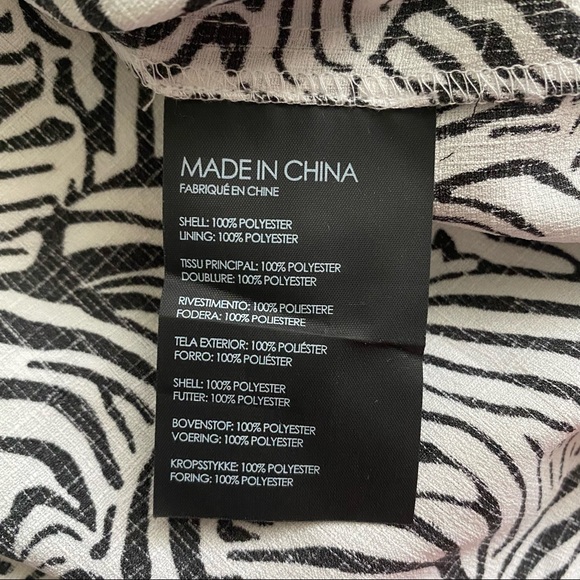 MADE IN CHINA
FABRIQUÉ EN CHINE
SHELL: 100% POLYESTER
LINING: 100% POLYESTER
TISSU PRINCIPAL: 100% POLYESTER
DOUBLURE: 100% POLYESTER
RIVESTIMENTO: 100% POLIESTERE
FODERA: 100% POLIESTERE
TELA EXTERIOR: 100% POLIÉSTER
FORRO: 100% POLIÉSTER
SHELL: 100% POLYESTER
FUTTER: 100% POLYESTER
BOVENSTOF: 100% POLYESTER
VOERING: 100% POLYESTER
KROPSSTYKKE: 100% POLYESTER
FORING: 100% POLYESTER